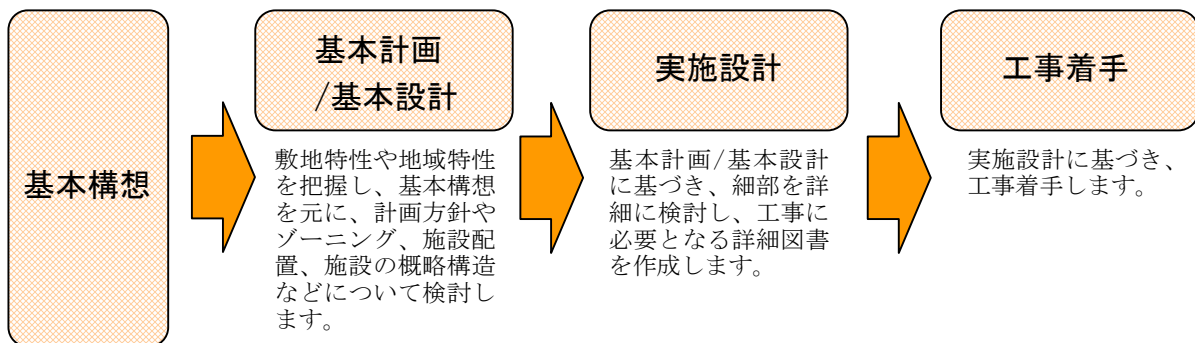 基本構想
基本計画
/基本設計
敷地特性や地域特性
を把握し、基本構想
を元に、計画方針や
ゾーニング、施設配
置、施設の概略構造
などについて検討し
ます。
実施設計
基本計画/基本設計
に基づき、細部を詳
細に検討し、工事に
必要となる詳細図書
を作成します。
工事着手
実施設計に基づき、
工事着手します。